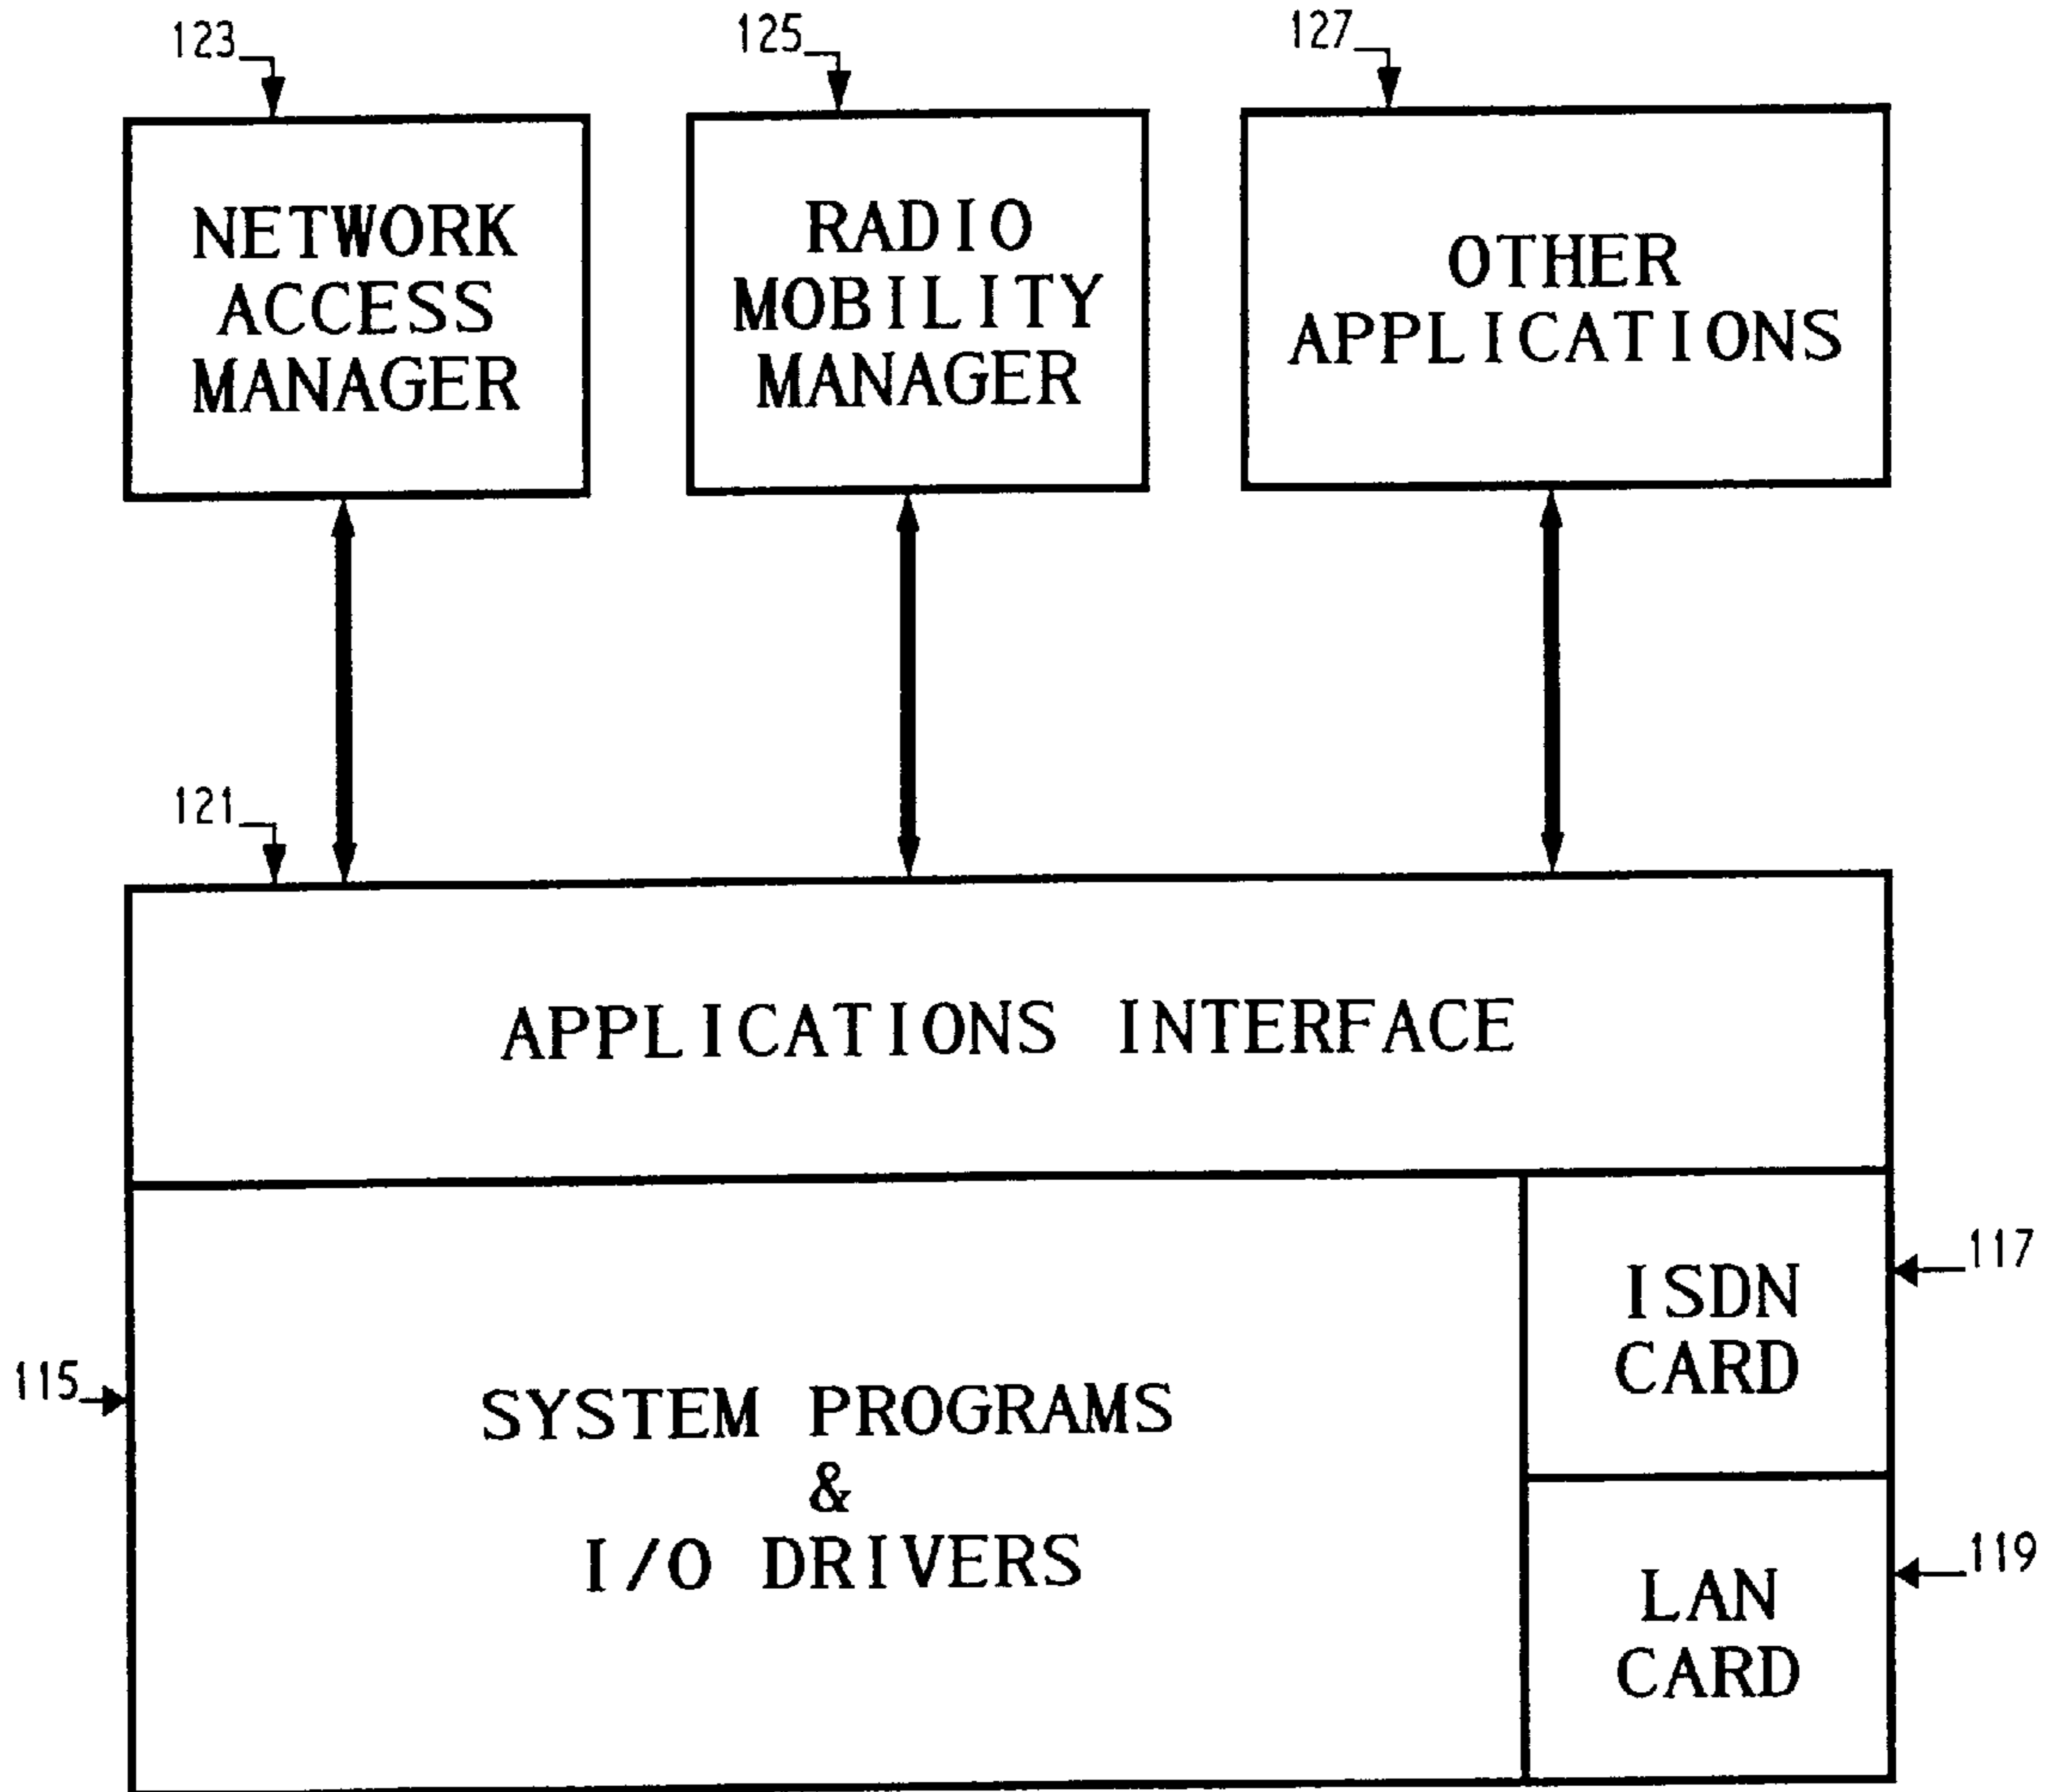 123
125
127
NETWORK
ACCESS
MANAGER
RADIO
MOBILITY
MANAGER
OTHER
APPLICATIONS
121
APPLICATIONS INTERFACE
115
SYSTEM PROGRAMS
&
I/O DRIVERS
ISDN
CARD
117
LAN
CARD
119